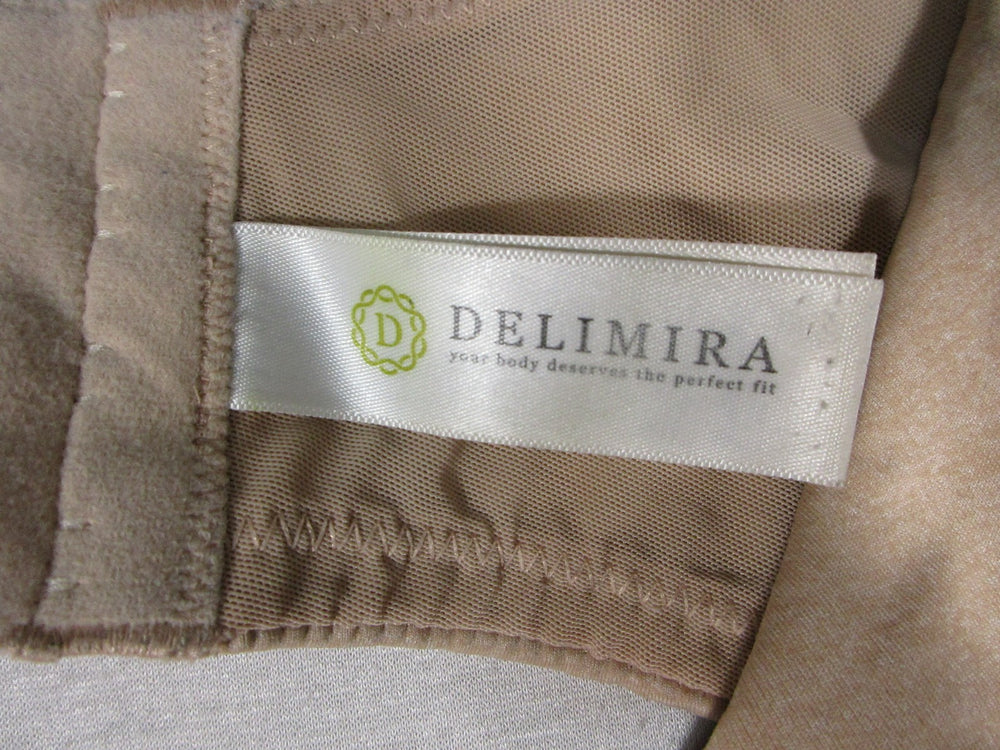 D
DELIMIRA
your body deserves the perfect fit